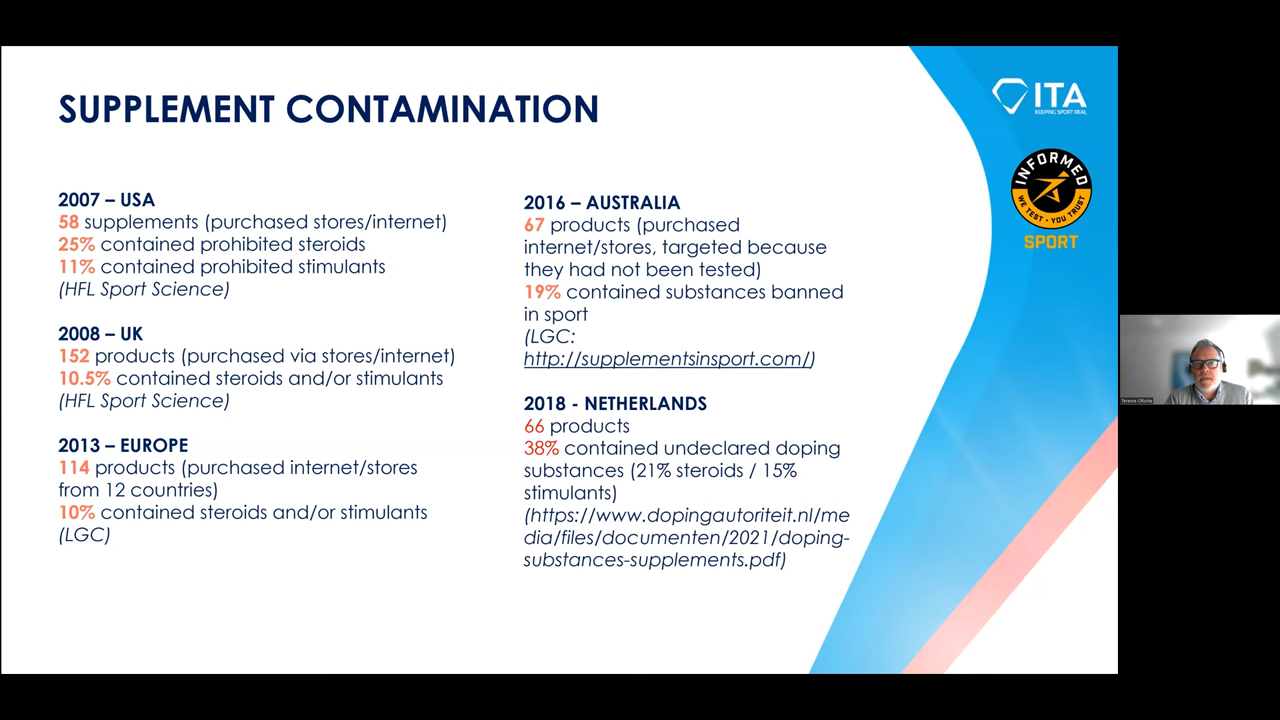 SUPPLEMENT CONTAMINATION
2007 – USA
58 supplements (purchased stores/internet)
25% contained prohibited steroids
11% contained prohibited stimulants
(HFL Sport Science)
2008 – UK
152 products (purchased via stores/internet)
10.5% contained steroids and/or stimulants
(HFL Sport Science)
2013 – EUROPE
114 products (purchased internet/stores
from 12 countries)
10% contained steroids and/or stimulants
(LGC)
2016 – AUSTRALIA
67 products (purchased
internet/stores, targeted because
they had not been tested)
19% contained substances banned
in sport
(LGC:
http://supplementsinsport.com/)
2018 - NETHERLANDS
66 products
38% contained undeclared doping
substances (21% steroids / 15%
stimulants)
(https://www.dopingautoriteit.nl/me
dia/files/documenten/2021/doping-
substances-supplements.pdf)
ITA
KEEPING SPORT REAL
INFORMED
WE TEST • YOU TRUST
SPORT
Terence O'Rorke